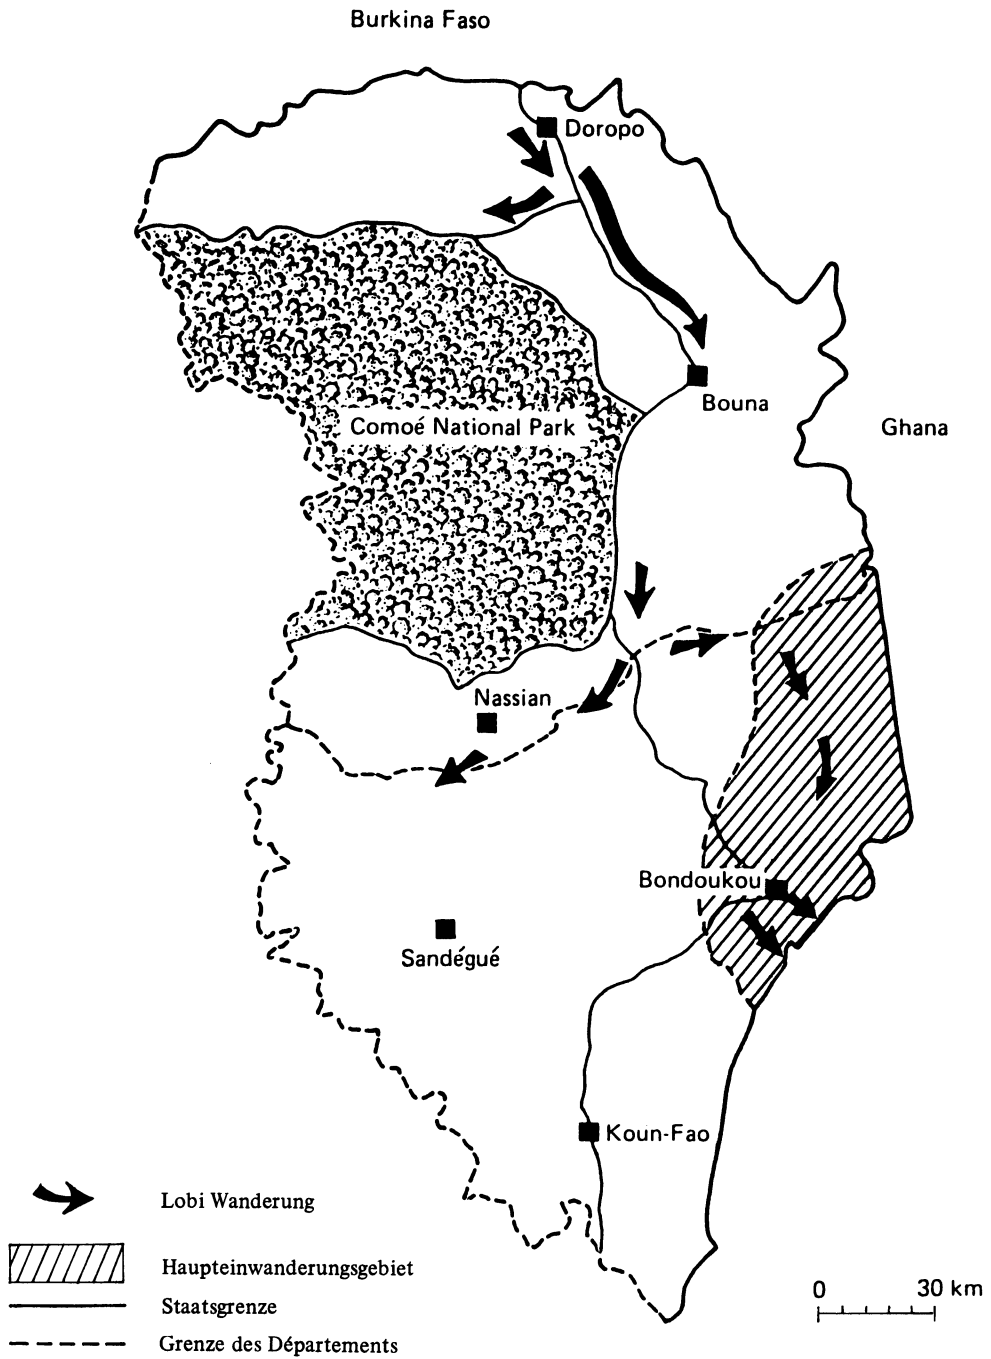 Burkina Faso
Doropo
Bouna
Comoé National Park
Ghana
Nassian
Bondoukou
Sandégué
Koun-Fao
Lobi Wanderung
Haupteinwanderungsgebiet
Staatsgrenze
Grenze des Départements
0 30 km